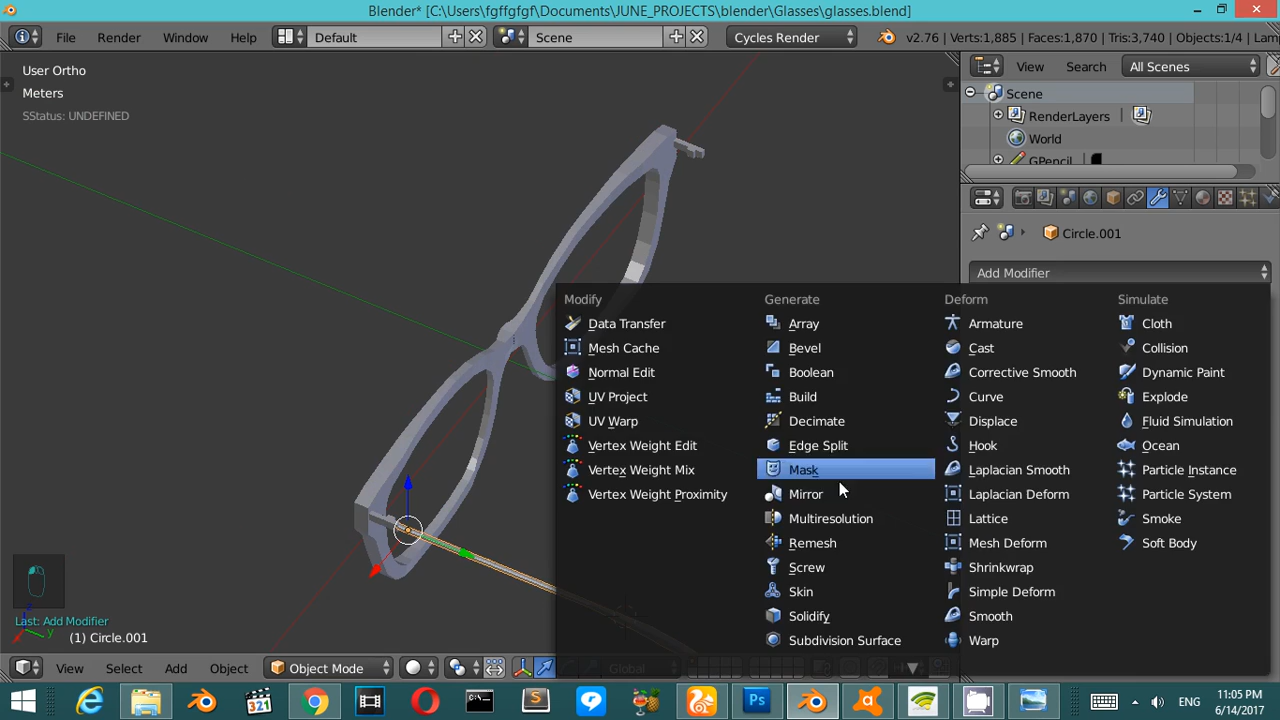 Blender* [C:\Users\fgffgfgf\Documents\JUNE_PROJECTS\blender\Glasses\glasses.blend]
File Render Window Help Default Scene Cycles Render v2.76 | Verts:1,885 | Faces:1,870 | Tris:3,740 | Objects:1/4 | Lam
User Ortho
Meters
SStatus: UNDEFINED
View Search All Scenes
Scene
RenderLayers
World
GPencil
Circle.001
Add Modifier
Modify Generate Deform Simulate
Data Transfer Array Armature Cloth
Mesh Cache Bevel Cast Collision
Normal Edit Boolean Corrective Smooth Dynamic Paint
UV Project Build Curve Explode
UV Warp Decimate Displace Fluid Simulation
Vertex Weight Edit Edge Split Hook Ocean
Vertex Weight Mix Mask Laplacian Smooth Particle Instance
Vertex Weight Proximity Mirror Laplacian Deform Particle System
Multiresolution Lattice Smoke
Remesh Mesh Deform Soft Body
Screw Shrinkwrap
Skin Simple Deform
Solidify Smooth
Subdivision Surface Warp
Last: Add Modifier
(1) Circle.001
View Select Add Object Object Mode Global
ENG
11:05 PM
6/14/2017